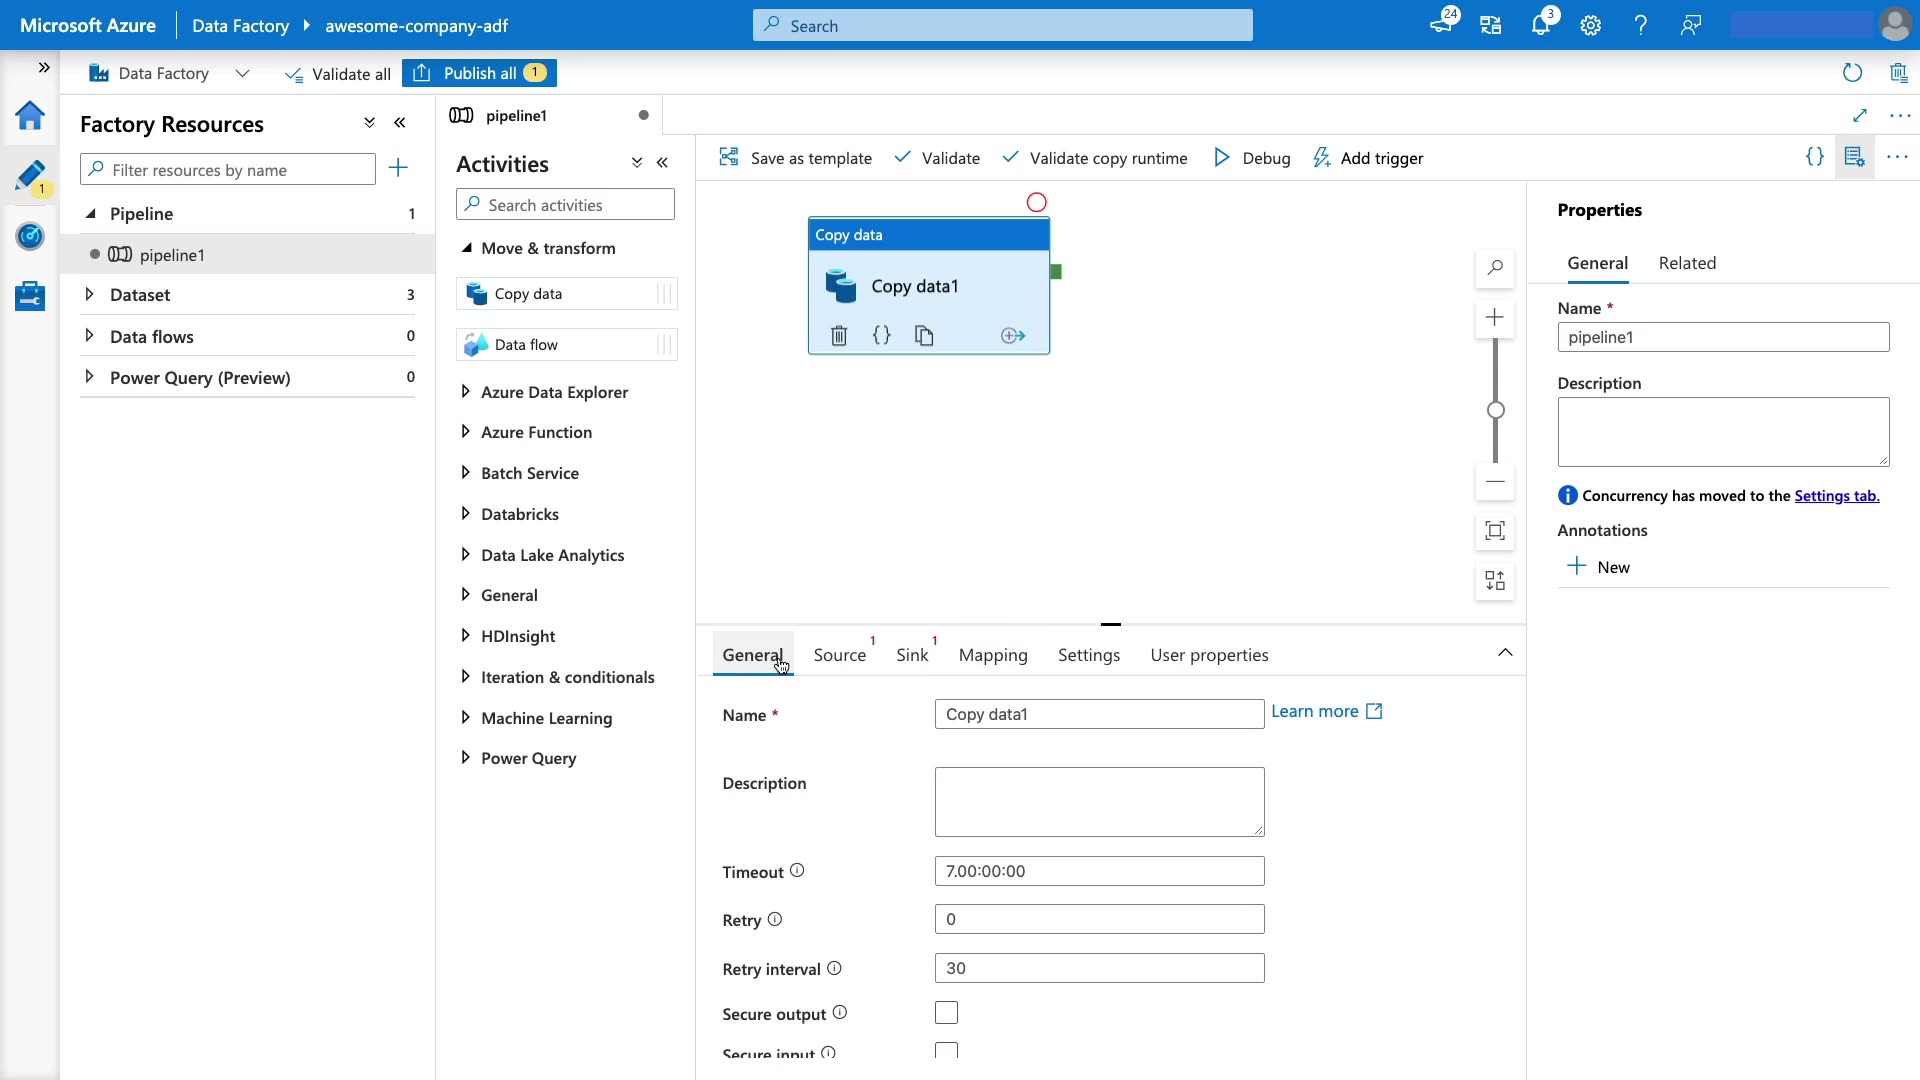 Microsoft Azure
Data Factory
awesome-company-adf
Search
24
3
Data Factory
Validate all
Publish all 1
1
Factory Resources
Filter resources by name
Pipeline 1
pipeline1
Dataset 3
Data flows 0
Power Query (Preview) 0
pipeline1
Activities
Search activities
Move & transform
Copy data
Data flow
Azure Data Explorer
Azure Function
Batch Service
Databricks
Data Lake Analytics
General
HDInsight
Iteration & conditionals
Machine Learning
Power Query
Save as template
Validate
Validate copy runtime
Debug
Add trigger
{}
Copy data
Copy data1
{}
General
Source 1
Sink 1
Mapping
Settings
User properties
Name *
Copy data1
Learn more
Description
Timeout
7.00:00:00
Retry
0
Retry interval
30
Secure output
Secure input
Properties
General
Related
Name *
pipeline1
Description
Concurrency has moved to the Settings tab.
Annotations
New